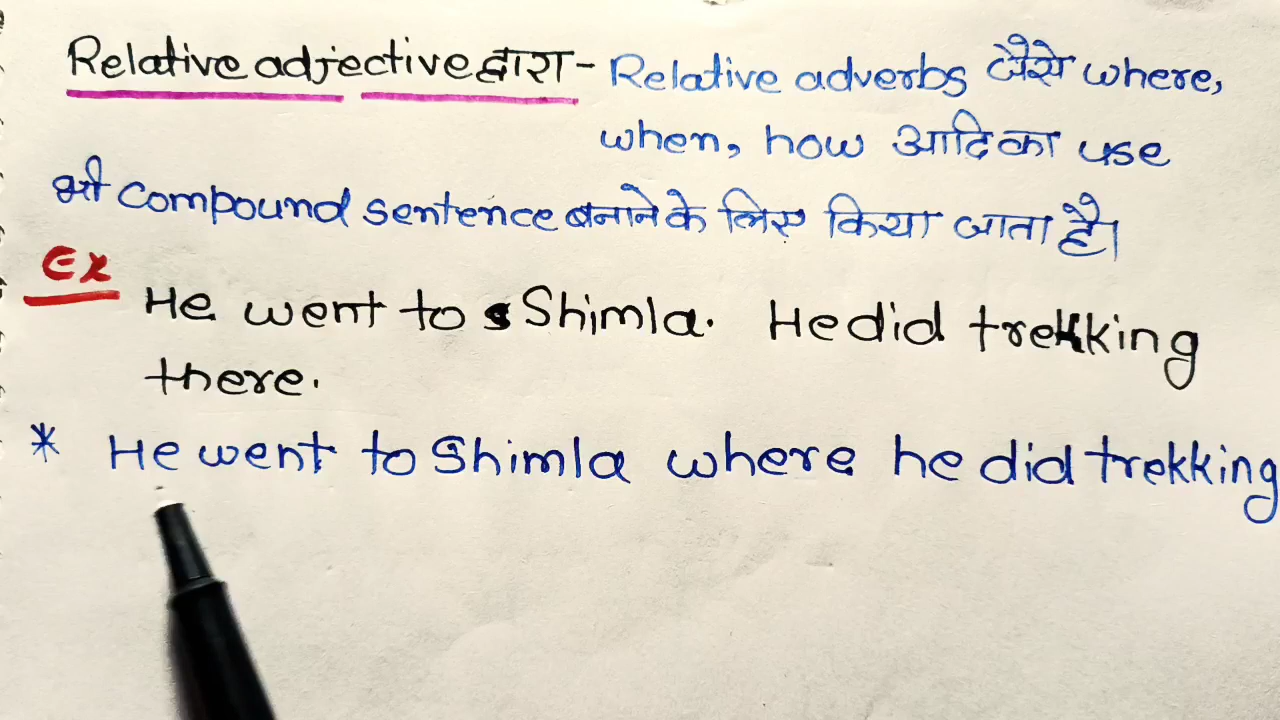 Relative adjective द्वारा - Relative adverbs जैसे where,
when, how आदि का use
भी compound sentence बनाने के लिए किया जाता है।
Ex
He went to Shimla. He did trekking
there.
* He went to Shimla where he did trekking